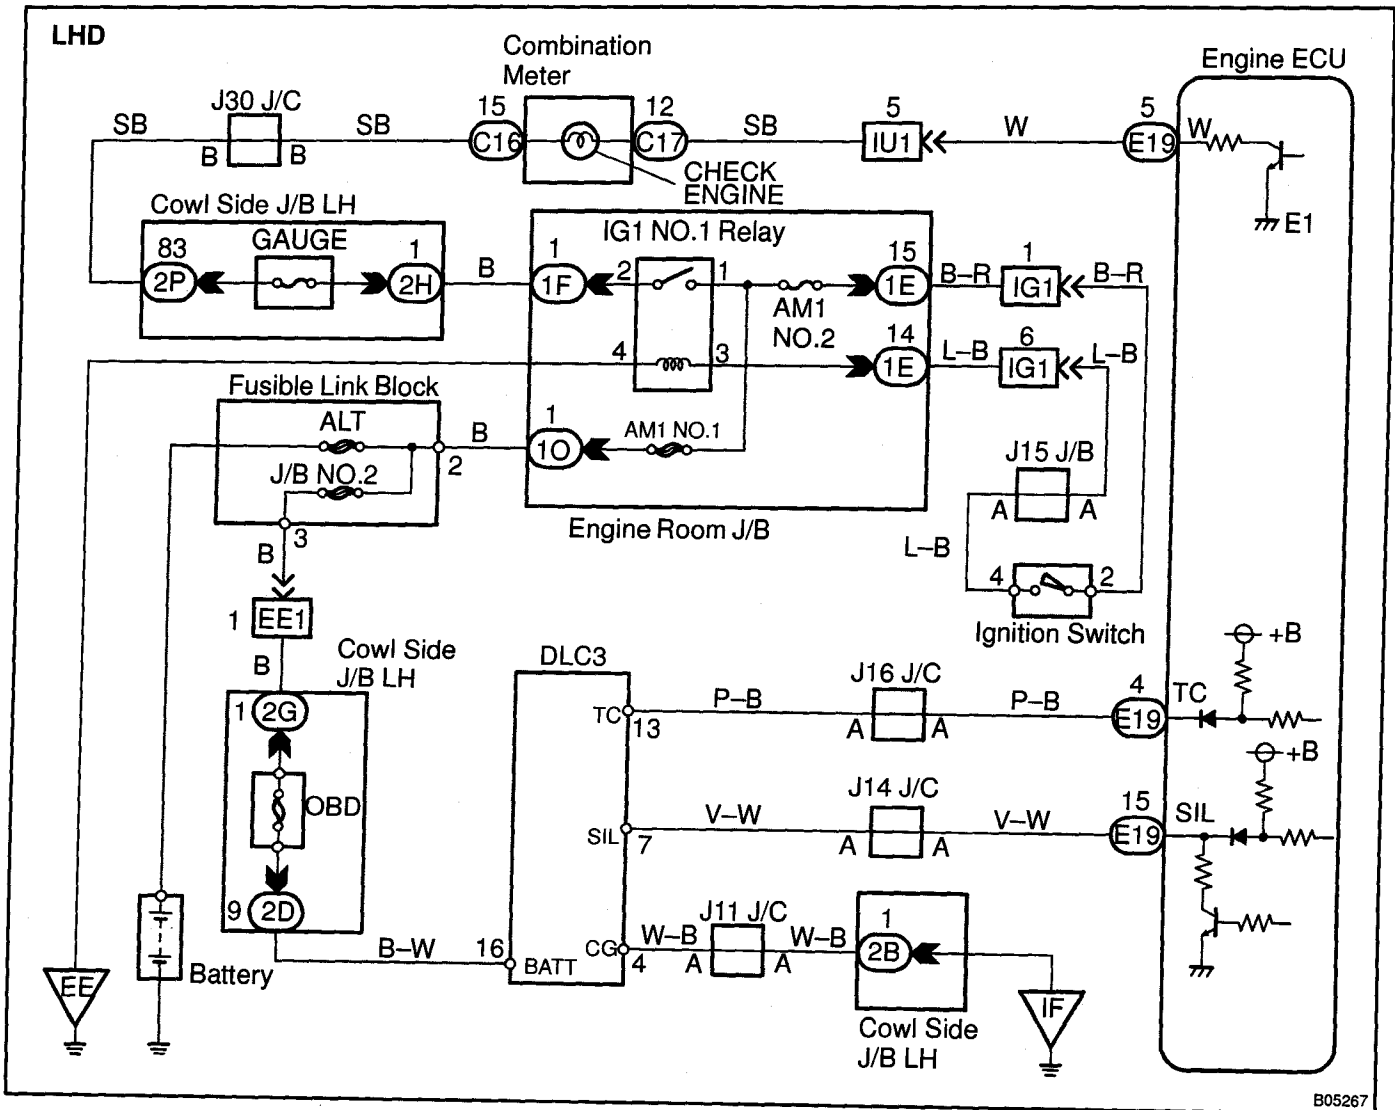 LHD
Combination
Meter
Engine ECU
J30 J/C
15
12
5
5
SB
SB
C16
C17
SB
IU1
W
E19
W
B
B
CHECK
ENGINE
E1
Cowl Side J/B LH
GAUGE
83
1
2P
2H
B
IG1 NO.1 Relay
1
1F
2
1
15
1E
B–R
1
IG1
B–R
AM1
NO.2
14
1E
L–B
6
IG1
L–B
4
3
Fusible Link Block
ALT
B
2
1
1O
AM1 NO.1
J/B NO.2
3
B
Engine Room J/B
J15 J/B
A
A
L–B
4
2
Ignition Switch
1
EE1
B
Cowl Side
J/B LH
1
2G
OBD
9
2D
B–W
16
BATT
DLC3
TC
13
P–B
J16 J/C
A
A
P–B
4
E19
TC
+B
SIL
7
V–W
J14 J/C
A
A
V–W
15
E19
SIL
+B
CG
4
W–B
J11 J/C
A
A
W–B
1
2B
Cowl Side
J/B LH
IF
Battery
EE
B05267